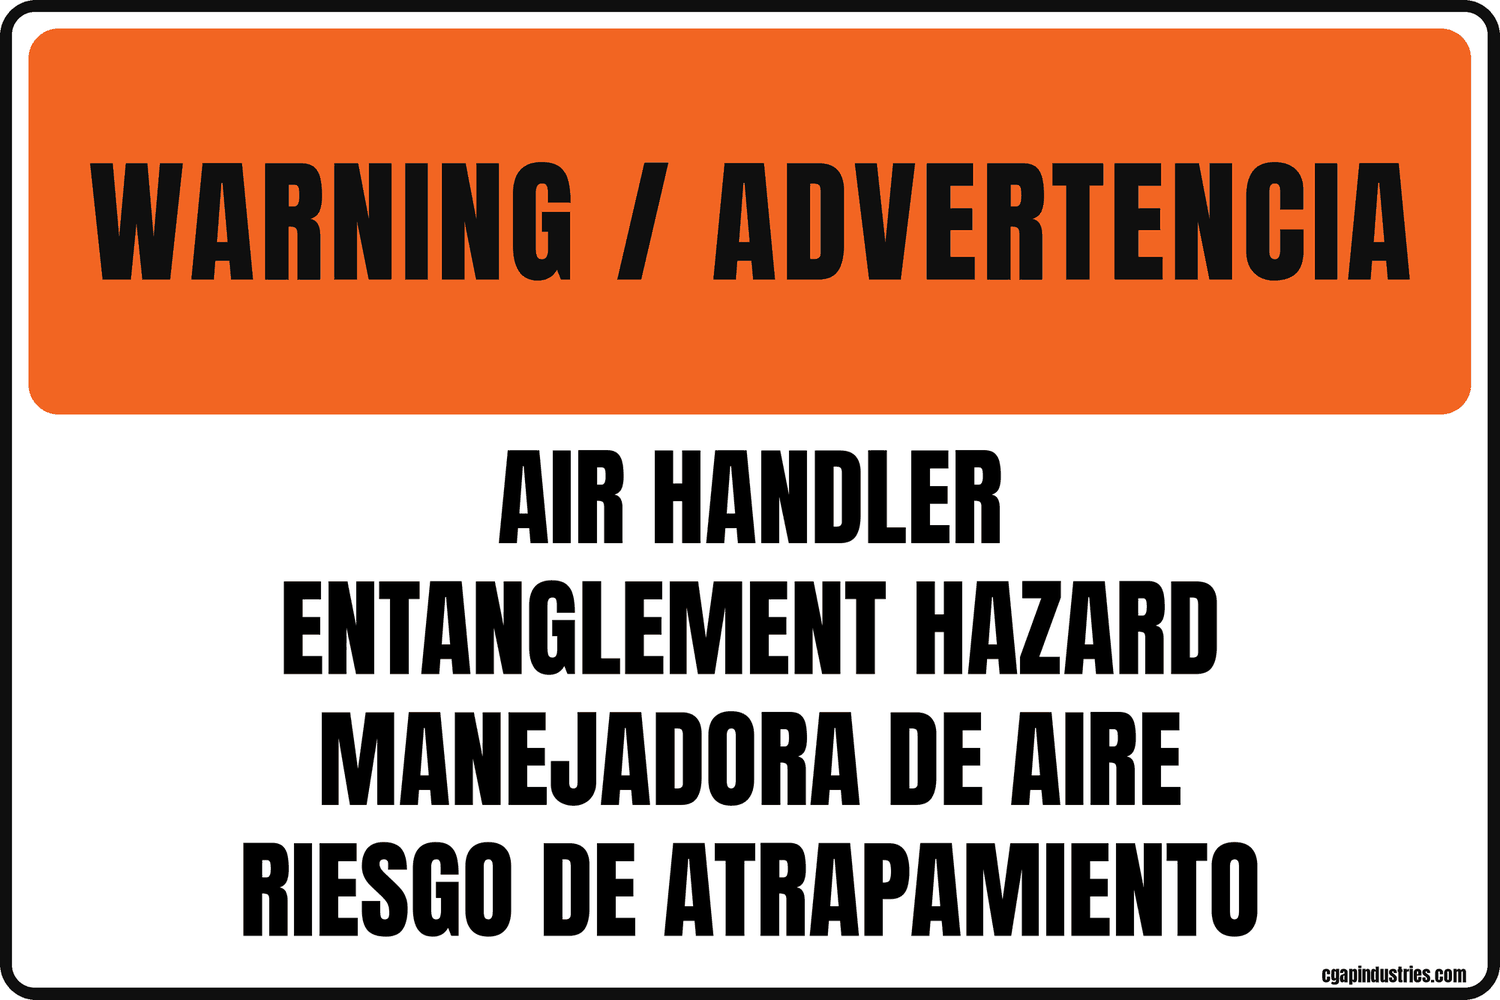 WARNING / ADVERTENCIA
AIR HANDLER
ENTANGLEMENT HAZARD
MANEJADORA DE AIRE
RIESGO DE ATRAPAMIENTO
cgapindustries.com